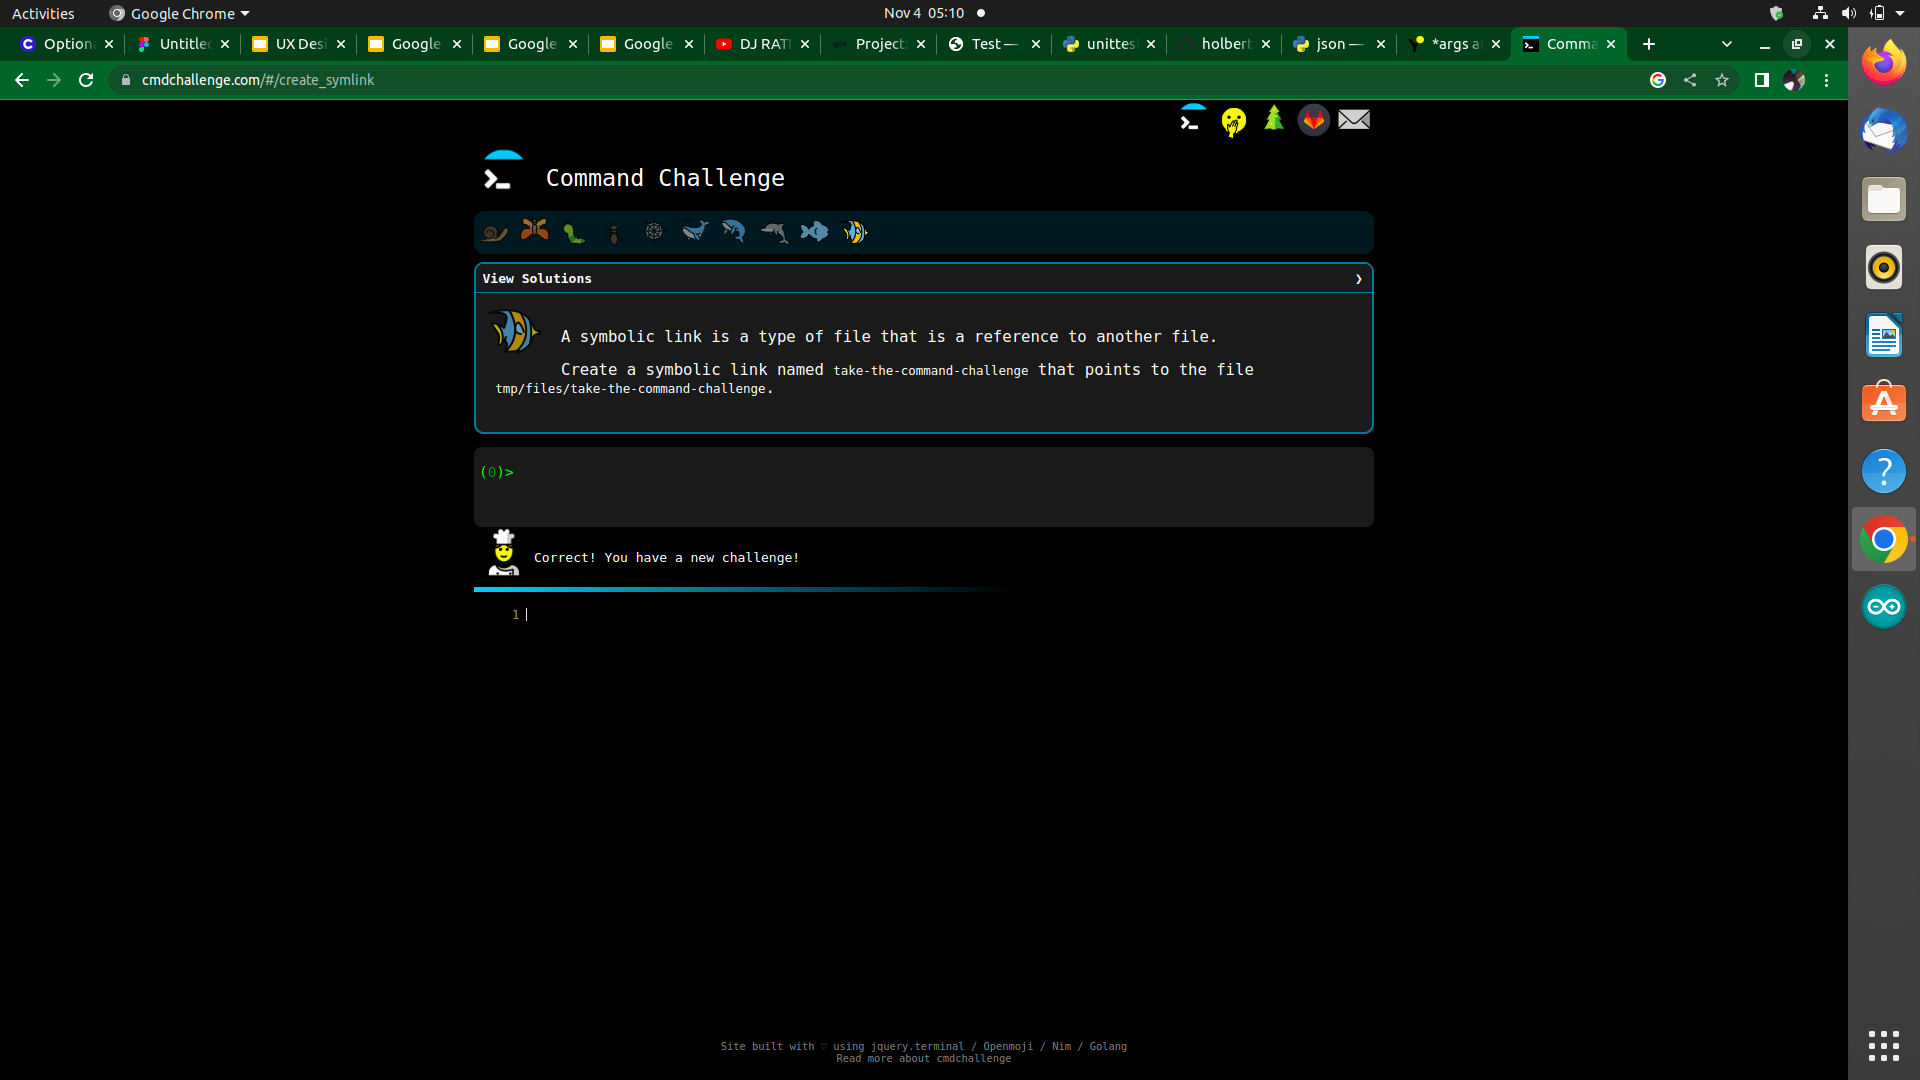 Activities
Google Chrome
Nov 4 05:10
Option
Untitled
UX Desi
Google
Google
Google
DJ RATI
Project:
Test —
unittest
holbert
json —
*args a
Comma
cmdchallenge.com/#/create_symlink
Command Challenge
View Solutions
A symbolic link is a type of file that is a reference to another file.
Create a symbolic link named take-the-command-challenge that points to the file
tmp/files/take-the-command-challenge.
(0)>
Correct! You have a new challenge!
1
Site built with ♡ using jquery.terminal / Openmoji / Nim / Golang
Read more about cmdchallenge